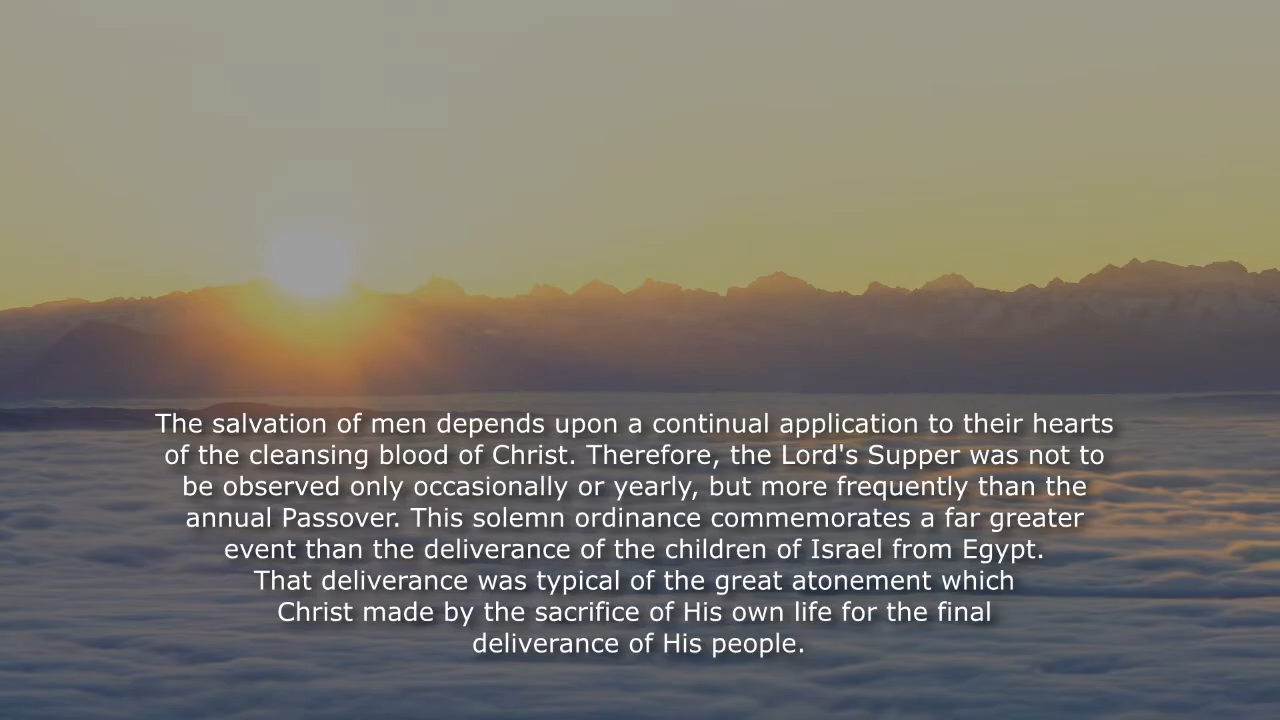 The salvation of men depends upon a continual application to their hearts
of the cleansing blood of Christ. Therefore, the Lord's Supper was not to
be observed only occasionally or yearly, but more frequently than the
annual Passover. This solemn ordinance commemorates a far greater
event than the deliverance of the children of Israel from Egypt.
That deliverance was typical of the great atonement which
Christ made by the sacrifice of His own life for the final
deliverance of His people.